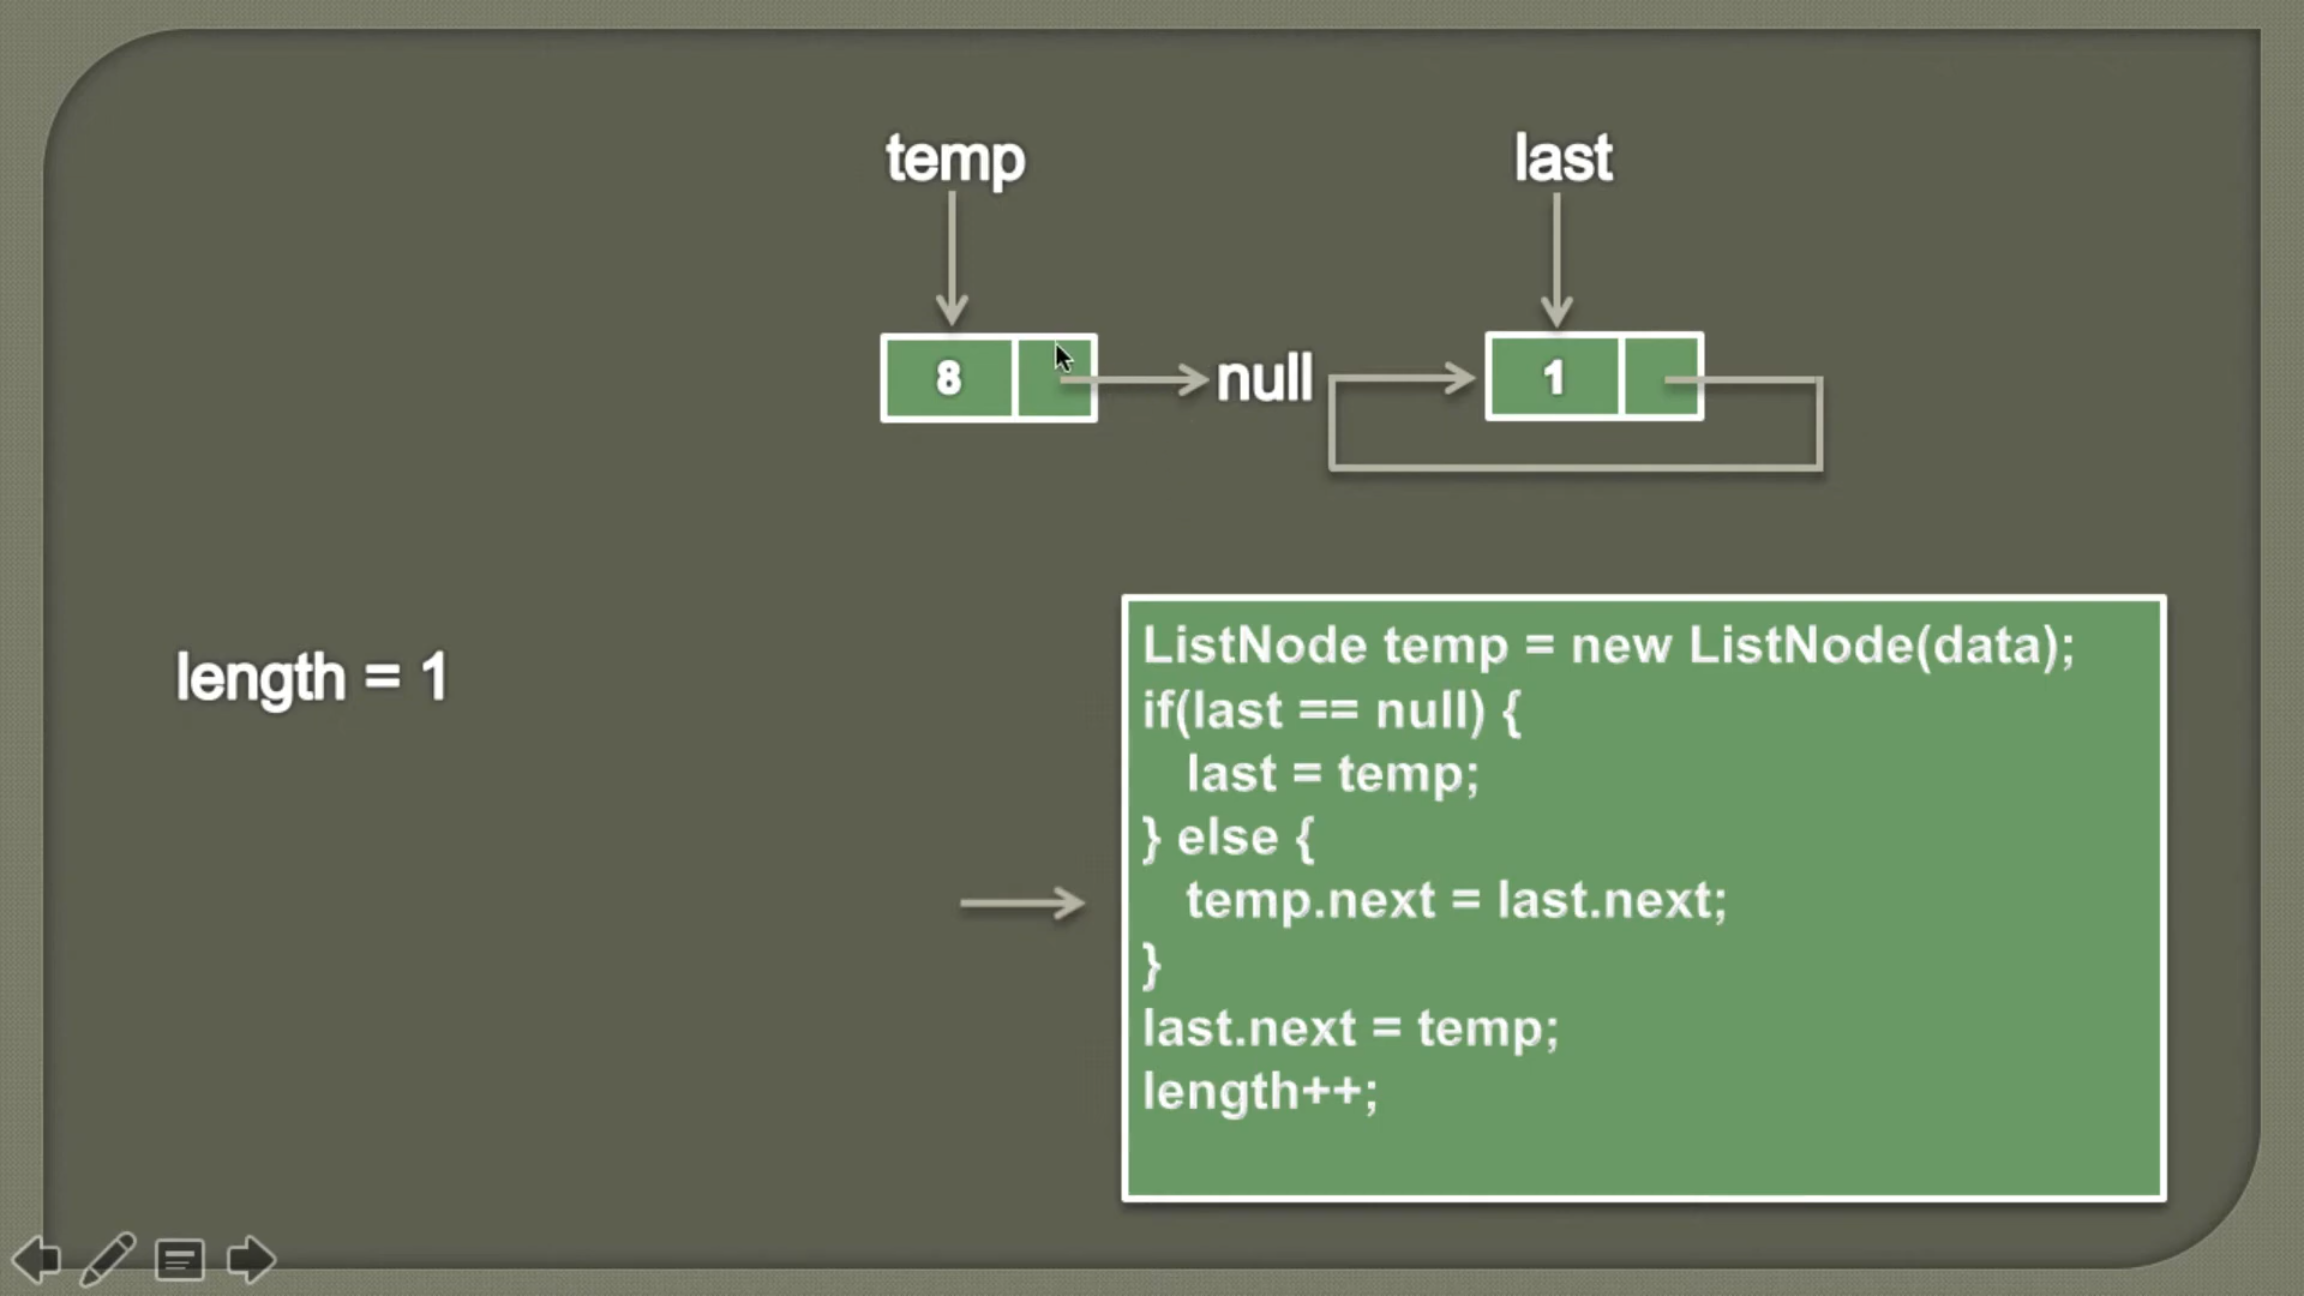 temp
last
8
null
1
length = 1
ListNode temp = new ListNode(data);
if(last == null) {
last = temp;
} else {
temp.next = last.next;
}
last.next = temp;
length++;